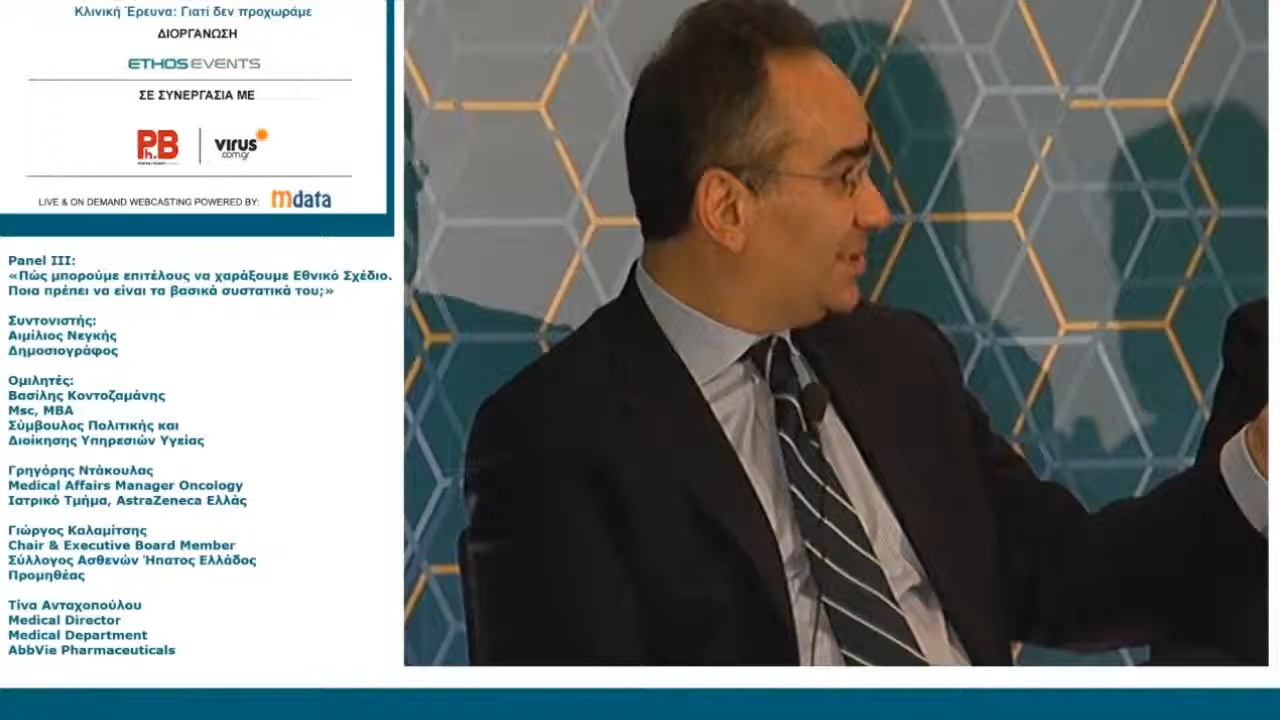 Κλινική Έρευνα: Γιατί δεν προχωράμε
ΔΙΟΡΓΑΝΩΣΗ
ETHOS EVENTS
ΣΕ ΣΥΝΕΡΓΑΣΙΑ ΜΕ
Ph.B
virus
.com.gr
LIVE & ON DEMAND WEBCASTING POWERED BY: mdata
Panel III:
«Πώς μπορούμε επιτέλους να χαράξουμε Εθνικό Σχέδιο.
Ποια πρέπει να είναι τα βασικά συστατικά του;»
Συντονιστής:
Αιμίλιος Νεγκής
Δημοσιογράφος
Ομιλητές:
Βασίλης Κοντοζαμάνης
Msc, MBA
Σύμβουλος Πολιτικής και
Διοίκησης Υπηρεσιών Υγείας
Γρηγόρης Ντάκουλας
Medical Affairs Manager Oncology
Ιατρικό Τμήμα, AstraZeneca Ελλάς
Γιώργος Καλαμίτσης
Chair & Executive Board Member
Σύλλογος Ασθενών Ήπατος Ελλάδος
Προμηθέας
Τίνα Ανταχοπούλου
Medical Director
Medical Department
AbbVie Pharmaceuticals